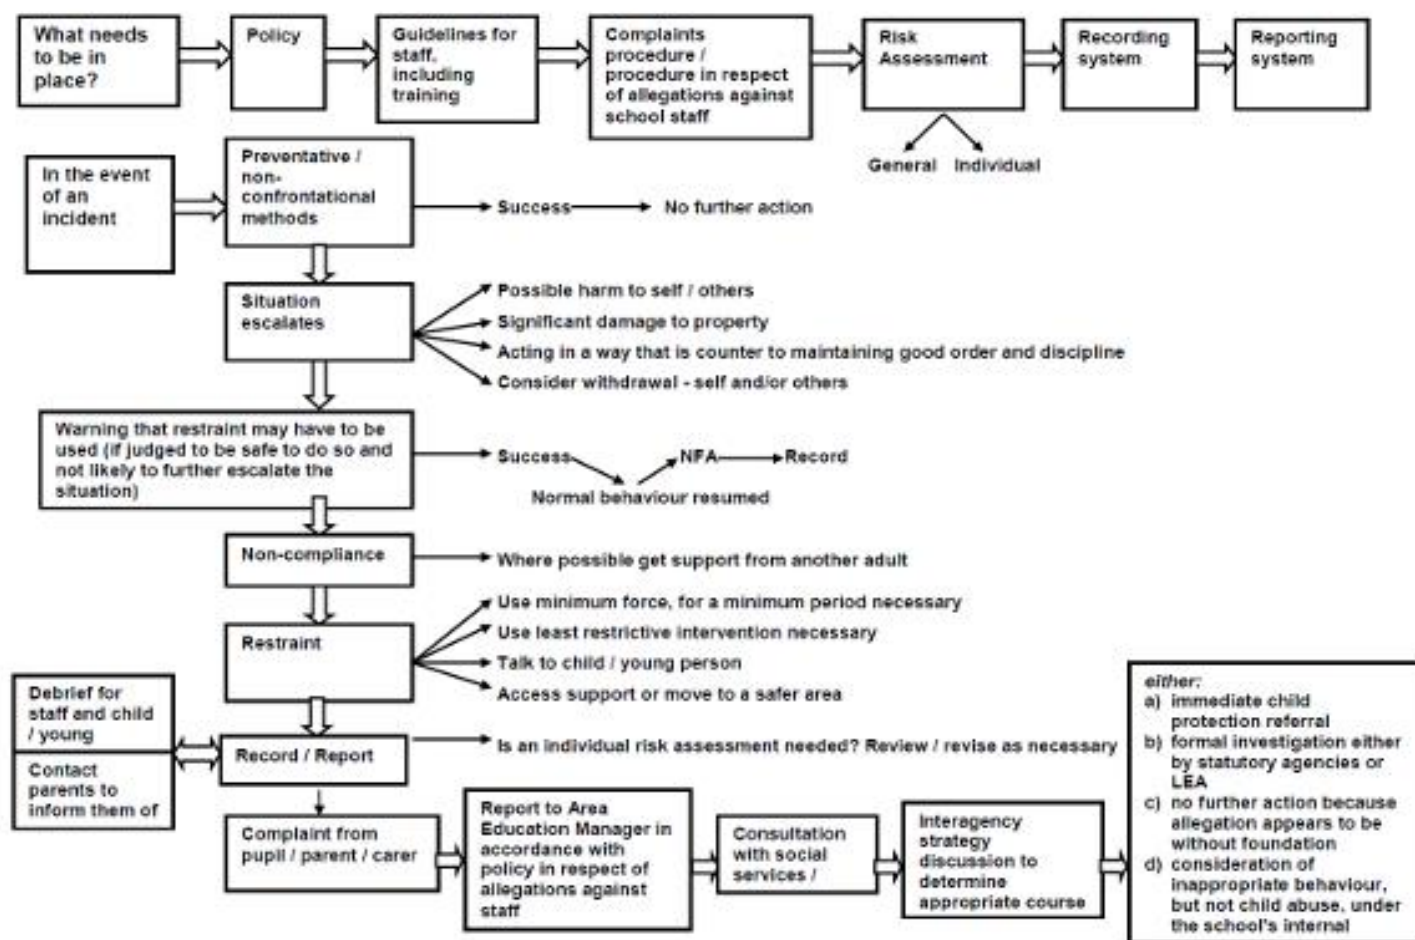 What needs
to be in
place?
Policy
Guidelines for
staff,
including
training
Complaints
procedure /
procedure in respect
of allegations against
school staff
Risk
Assessment
Recording
system
Reporting
system
General Individual
In the event
of an
incident
Preventative /
non-
confrontational
methods
Success
No further action
Situation
escalates
Possible harm to self / others
Significant damage to property
Acting in a way that is counter to maintaining good order and discipline
Consider withdrawal - self and/or others
Warning that restraint may have to be
used (if judged to be safe to do so and
not likely to further escalate the
situation)
Success
NFA
Record
Normal behaviour resumed
Non-compliance
Where possible get support from another adult
Restraint
Use minimum force, for a minimum period necessary
Use least restrictive intervention necessary
Talk to child / young person
Access support or move to a safer area
Debrief for
staff and child
/ young
Contact
parents to
inform them of
Record / Report
Is an individual risk assessment needed? Review / revise as necessary
Complaint from
pupil / parent / carer
Report to Area
Education Manager in
accordance with
policy in respect of
allegations against
staff
Consultation
with social
services /
Interagency
strategy
discussion to
determine
appropriate course
either:
a) immediate child
protection referral
b) formal investigation either
by statutory agencies or
LEA
c) no further action because
allegation appears to be
without foundation
d) consideration of
inappropriate behaviour,
but not child abuse, under
the school's internal